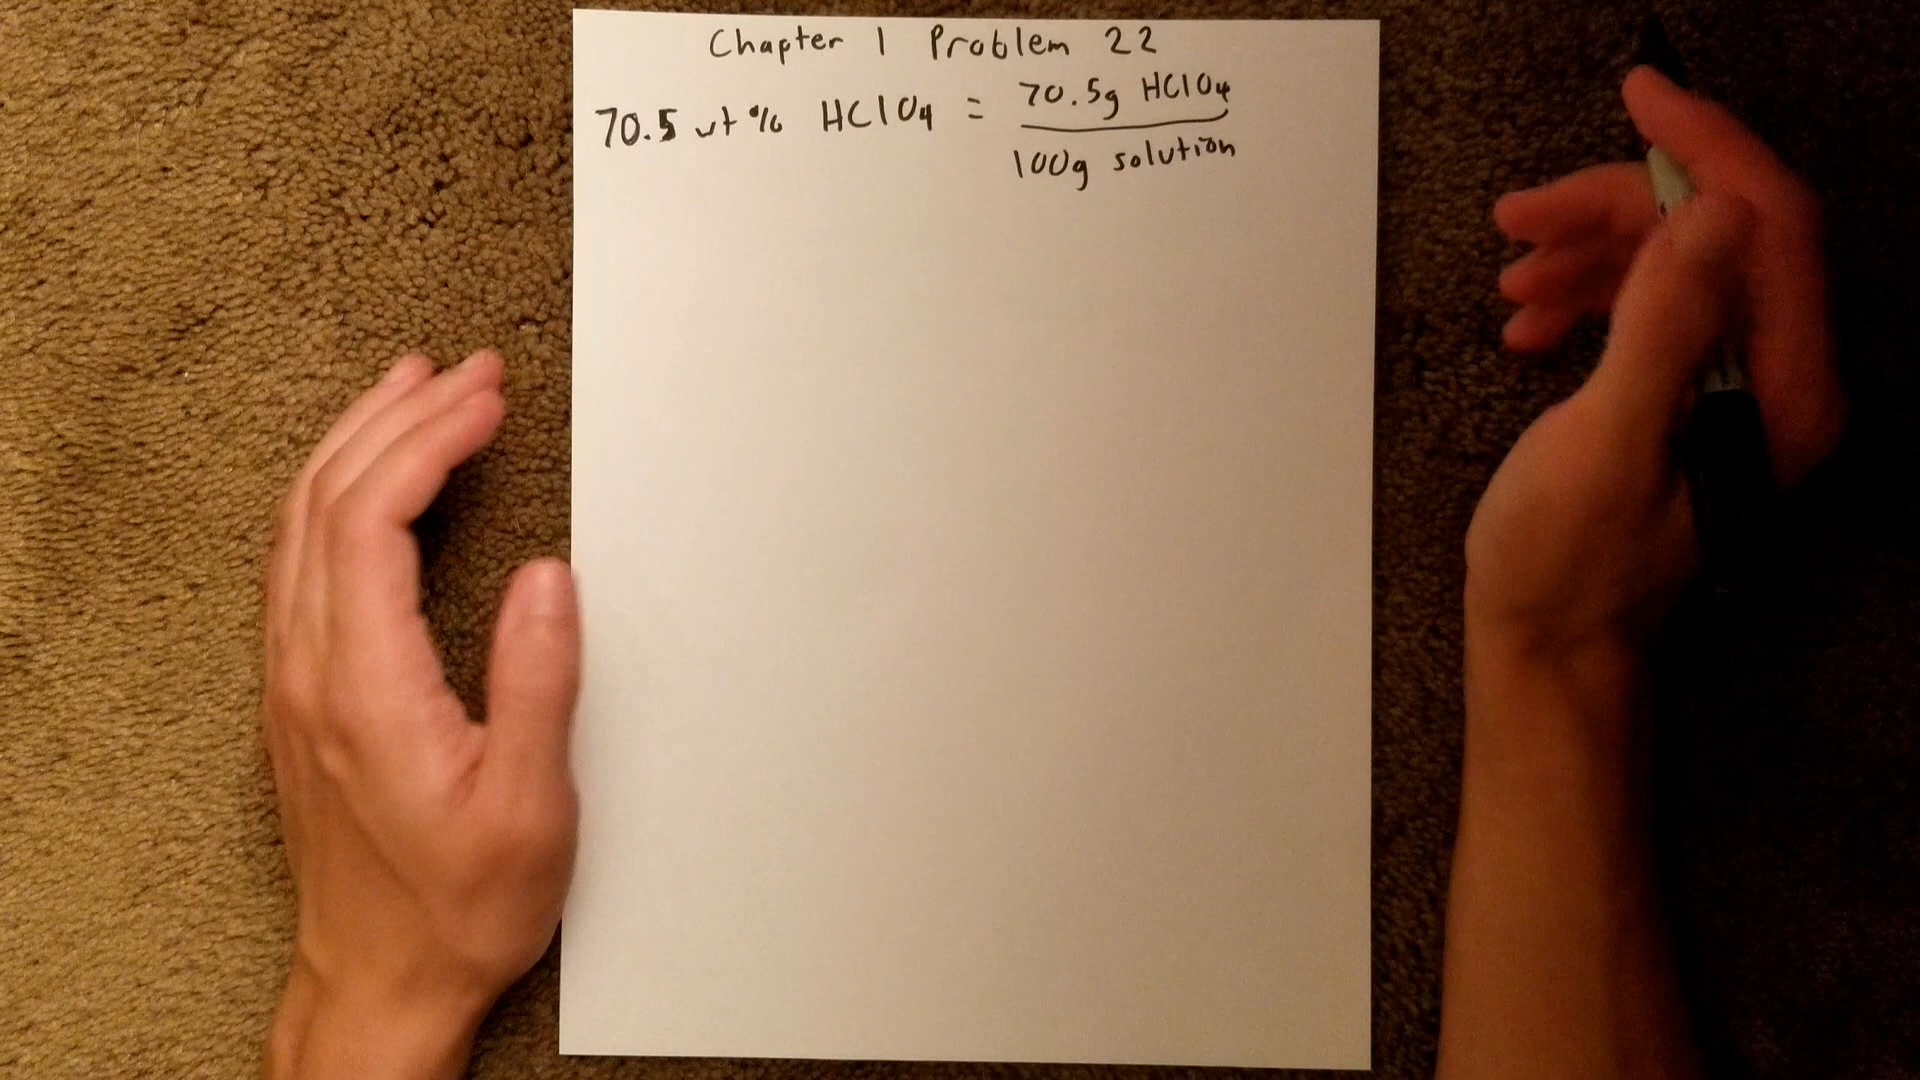 Chapter 1 Problem 22
70.5 wt % HClO4 = 70.5g HClO4
100g solution